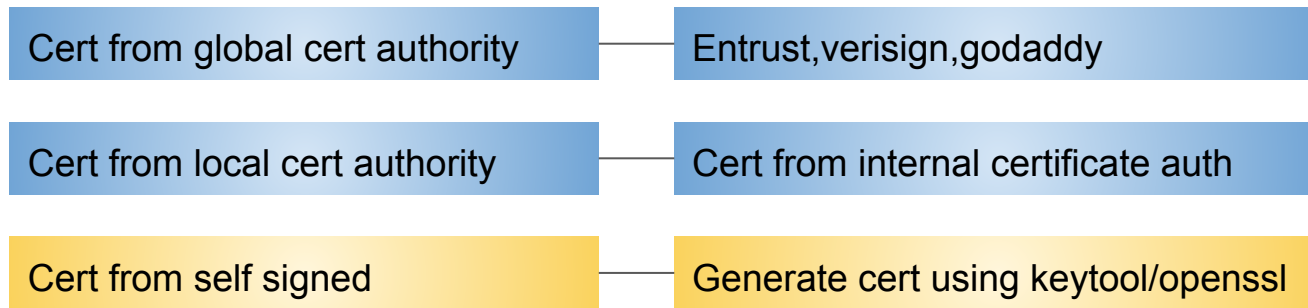 Cert from global cert authority
Entrust,verisign,godaddy
Cert from local cert authority
Cert from internal certificate auth
Cert from self signed
Generate cert using keytool/openssl